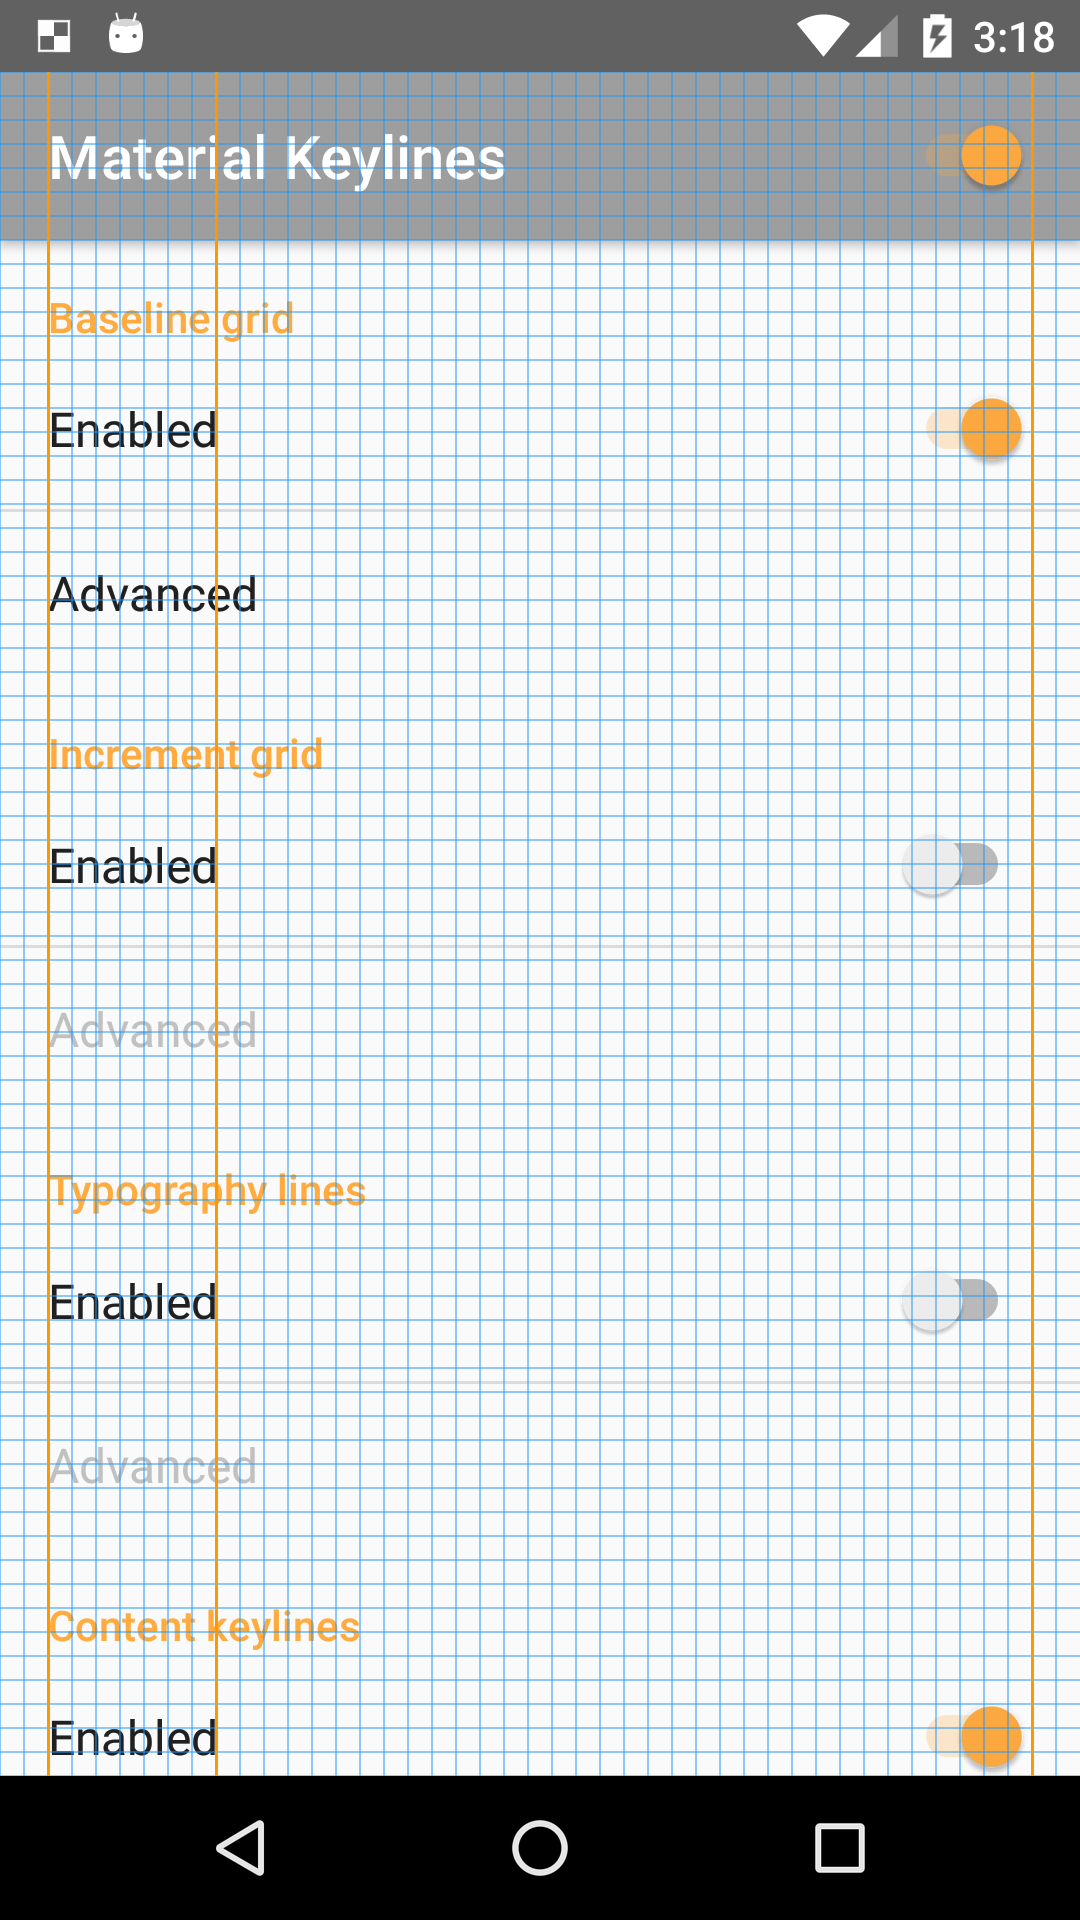 3:18
Material Keylines
Baseline grid
Enabled
Advanced
Increment grid
Enabled
Advanced
Typography lines
Enabled
Advanced
Content keylines
Enabled